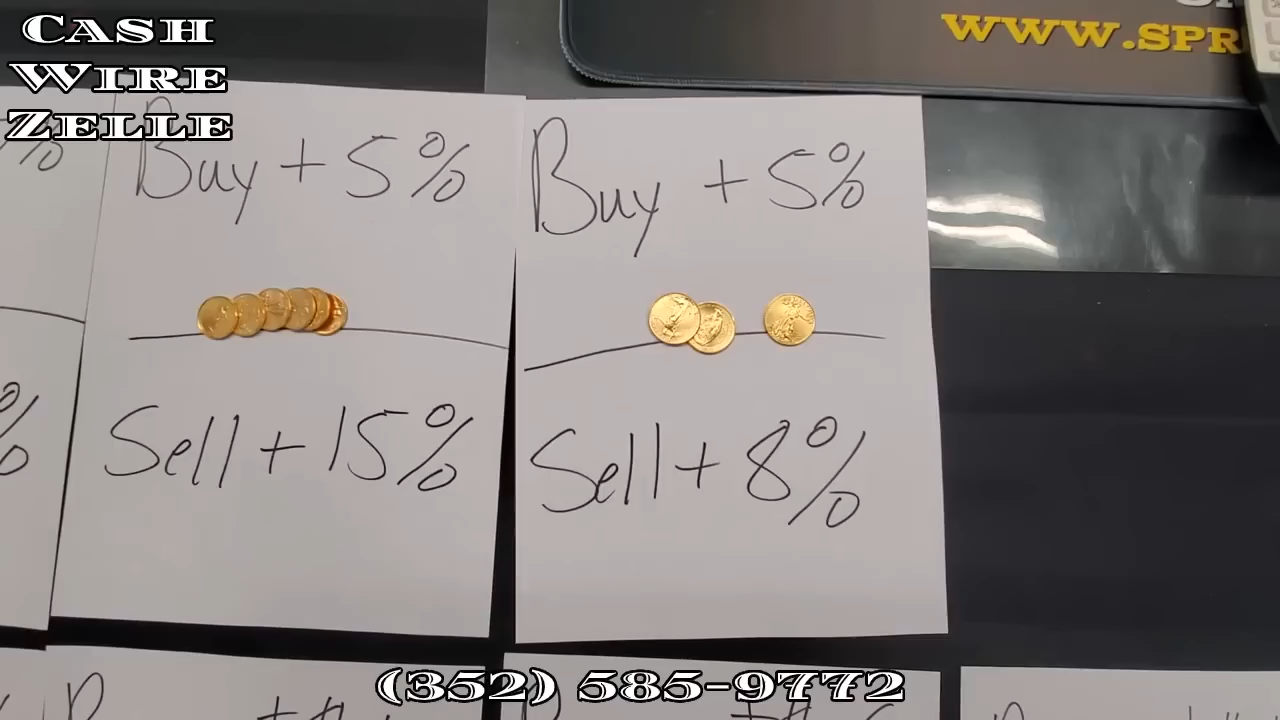 Cash
Wire
Zelle
WWW.SPR
%
Buy + 5%
Buy + 5%
%
Sell + 15%
Sell + 8%
(352) 585-9772